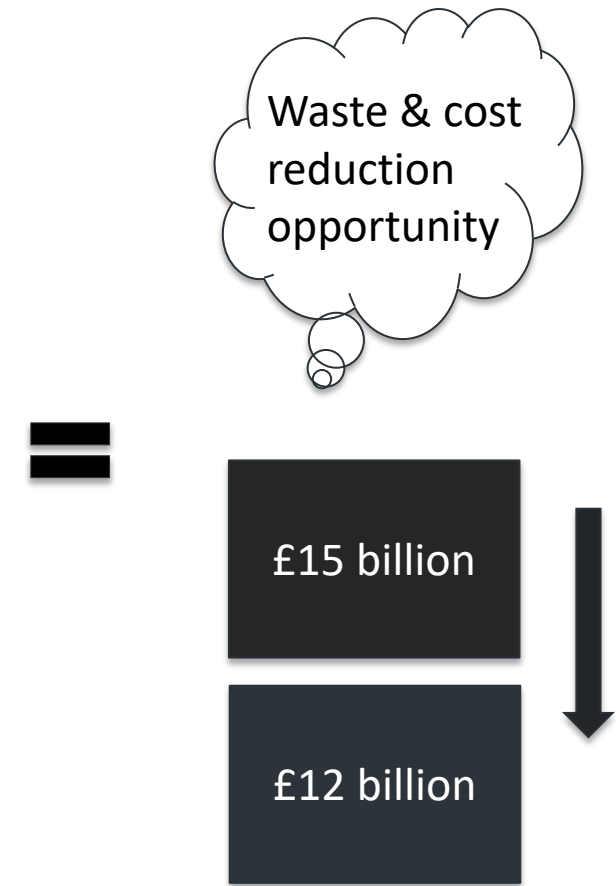 Waste & cost
reduction
opportunity
£15 billion
£12 billion